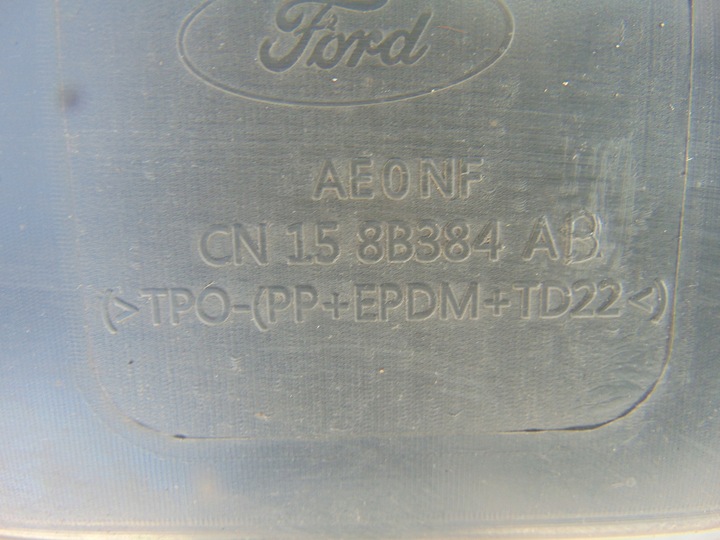 Ford
AE0NF
CN 15 8B384 AB
(>TPO-(PP+EPDM+TD22<)